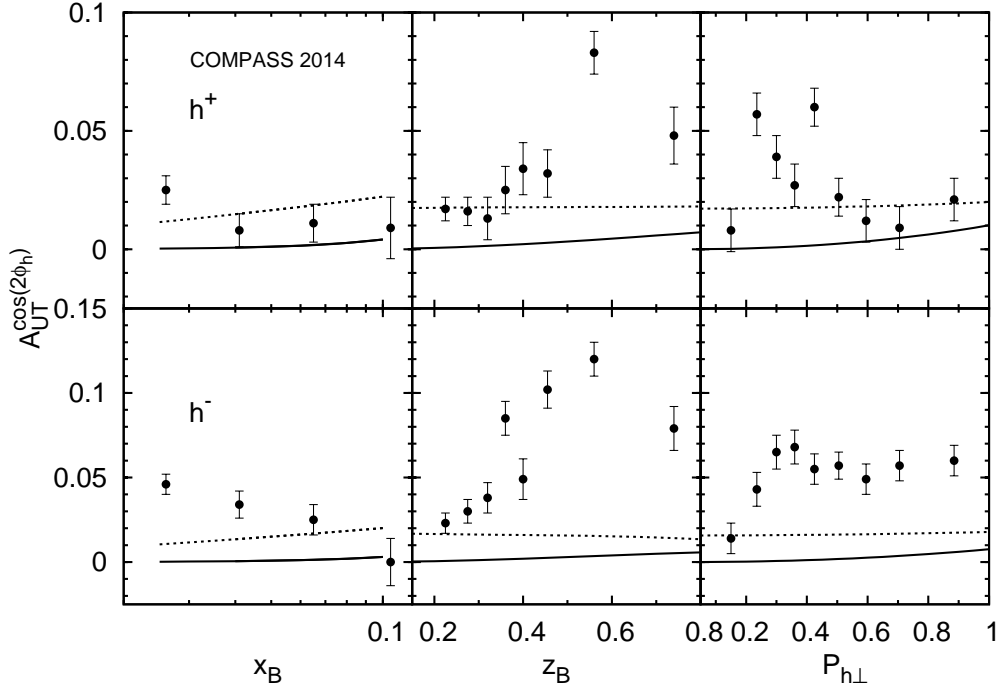 0.1
COMPASS 2014
h+
0.05
0
A_UT^cos(2ϕ_h)
0.15
0.1
h-
0.05
0
0.1
0.2 0.4 0.6 0.8
0.2 0.4 0.6 0.8 1
x_B
z_B
P_h⊥